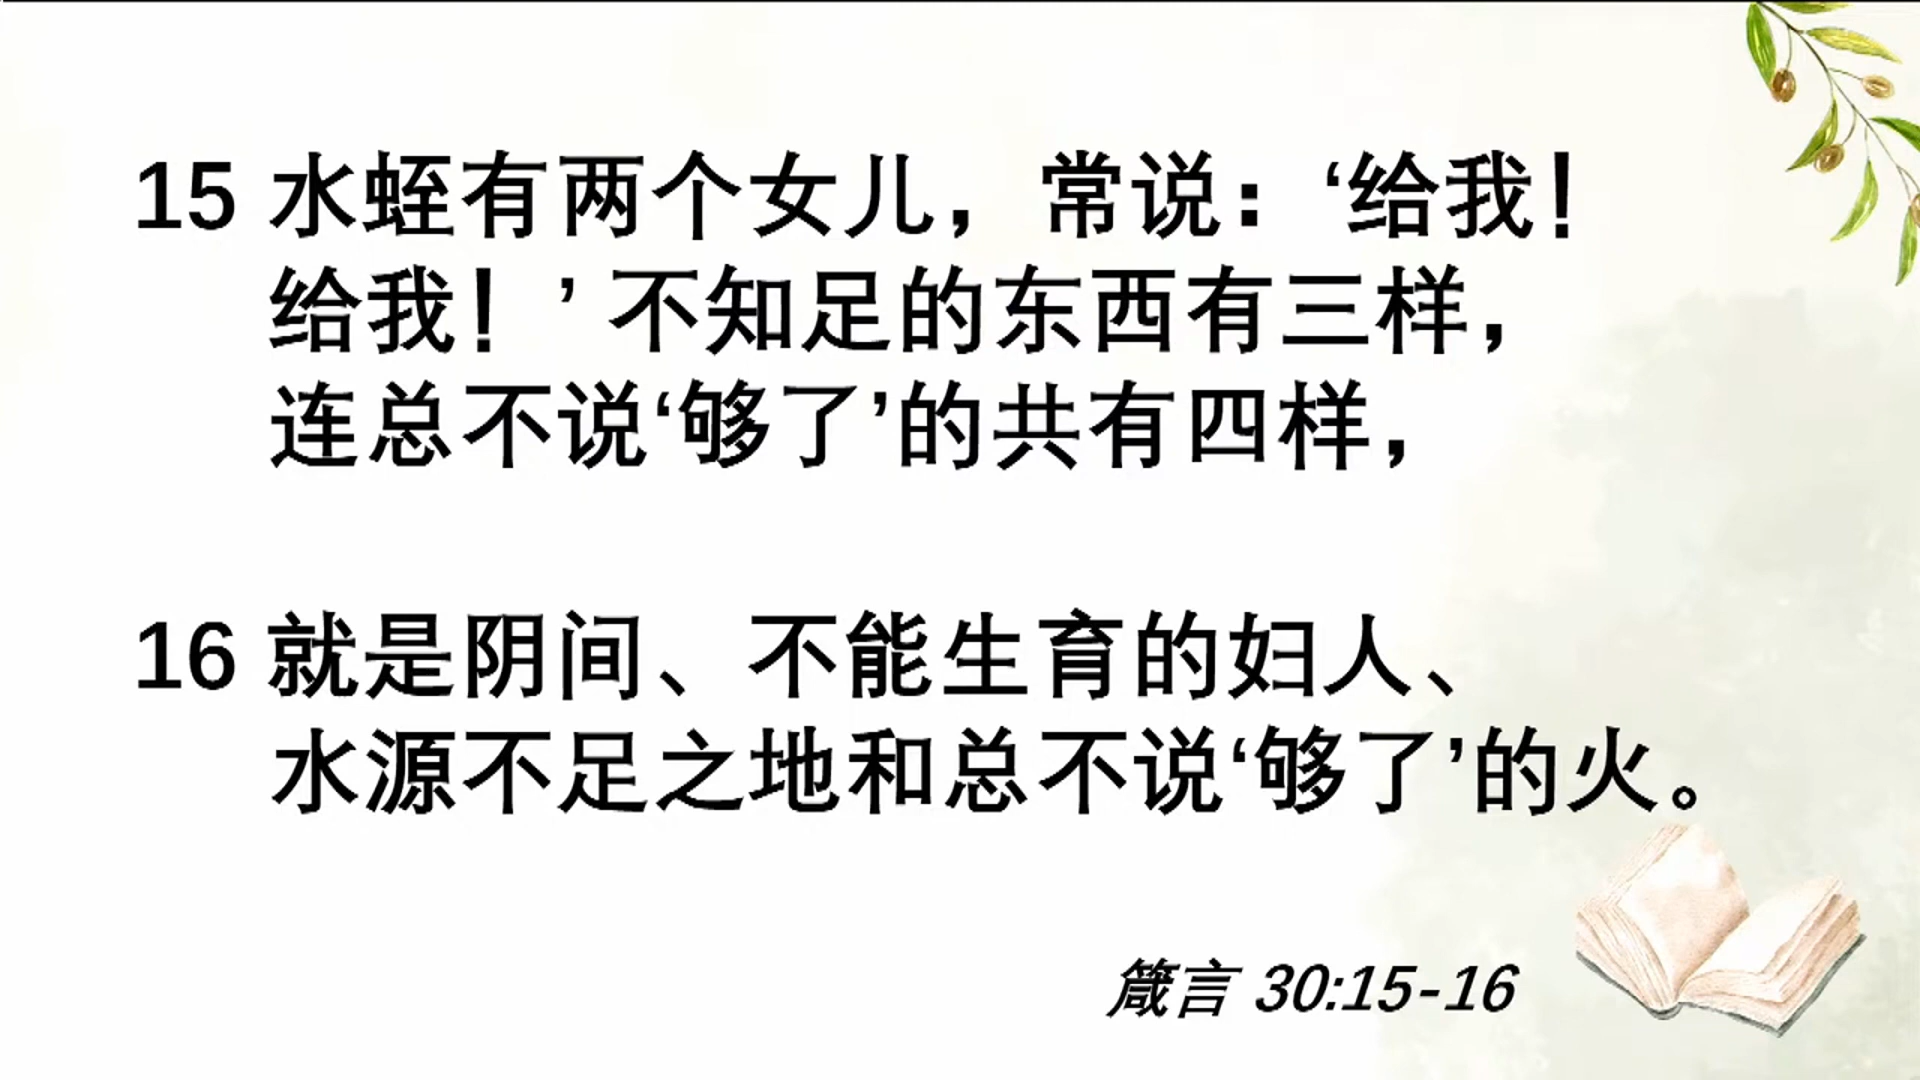 15 水蛭有两个女儿，常说：‘给我！
给我！’不知足的东西有三样，
连总不说‘够了’的共有四样，
16 就是阴间、不能生育的妇人、
水源不足之地和总不说‘够了’的火。
箴言 30:15-16